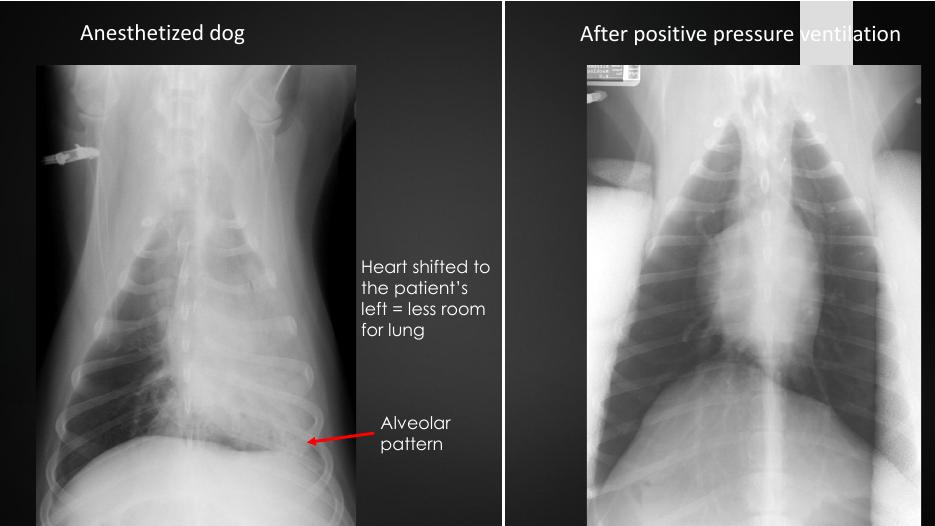 Anesthetized dog
After positive pressure ventilation
Heart shifted to
the patient's
left = less room
for lung
Alveolar
pattern